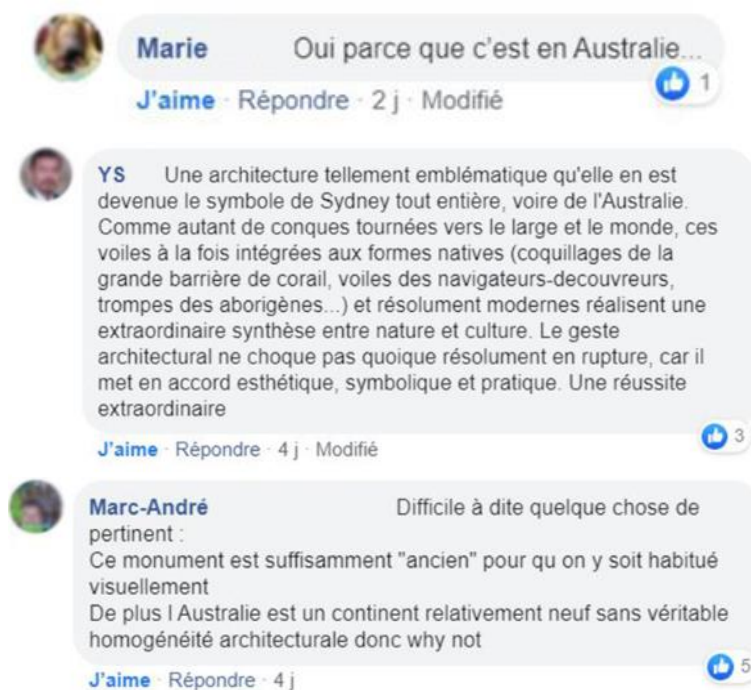 Marie Oui parce que c'est en Australie...
J'aime · Répondre · 2 j · Modifié
1
YS Une architecture tellement emblématique qu'elle en est
devenue le symbole de Sydney tout entière, voire de l'Australie.
Comme autant de conques tournées vers le large et le monde, ces
voiles à la fois intégrées aux formes natives (coquillages de la
grande barrière de corail, voiles des navigateurs-decouvreurs,
trompes des aborigènes...) et résolument modernes réalisent une
extraordinaire synthèse entre nature et culture. Le geste
architectural ne choque pas quoique résolument en rupture, car il
met en accord esthétique, symbolique et pratique. Une réussite
extraordinaire
J'aime · Répondre · 4 j · Modifié
3
Marc-André Difficile à dite quelque chose de
pertinent :
Ce monument est suffisamment "ancien" pour qu on y soit habitué
visuellement
De plus l Australie est un continent relativement neuf sans véritable
homogénéité architecturale donc why not
J'aime · Répondre · 4 j
5